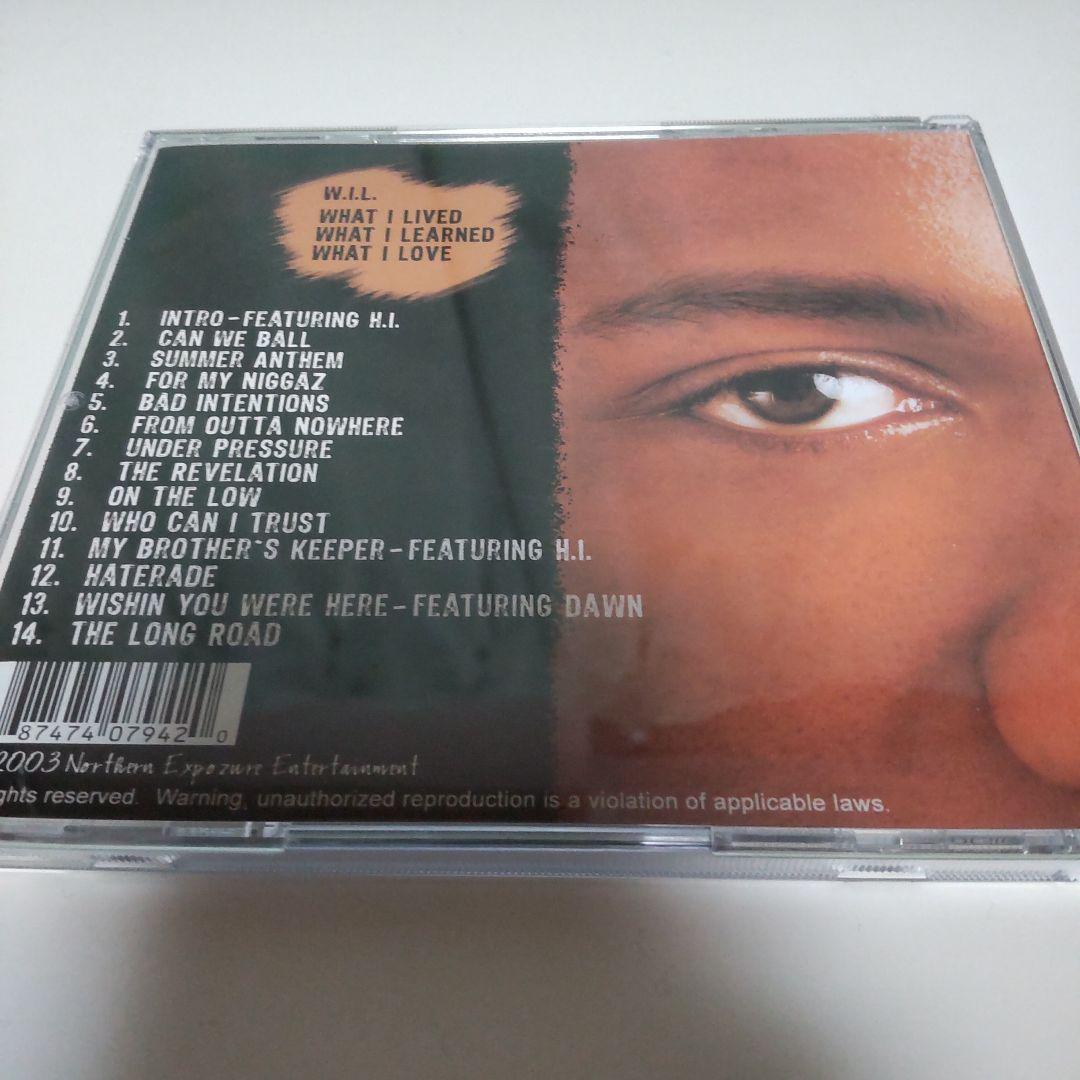 W.I.L.
WHAT I LIVED
WHAT I LEARNED
WHAT I LOVE
1. INTRO-FEATURING H.I.
2. CAN WE BALL
3. SUMMER ANTHEM
4. FOR MY NIGGAZ
5. BAD INTENTIONS
6. FROM OUTTA NOWHERE
7. UNDER PRESSURE
8. THE REVELATION
9. ON THE LOW
10. WHO CAN I TRUST
11. MY BROTHER`S KEEPER-FEATURING H.I.
12. HATERADE
13. WISHIN YOU WERE HERE-FEATURING DAWN
14. THE LONG ROAD
87474 07942 0
2003 Northern Expozure Entertainment
ghts reserved. Warning, unauthorized reproduction is a violation of applicable laws.